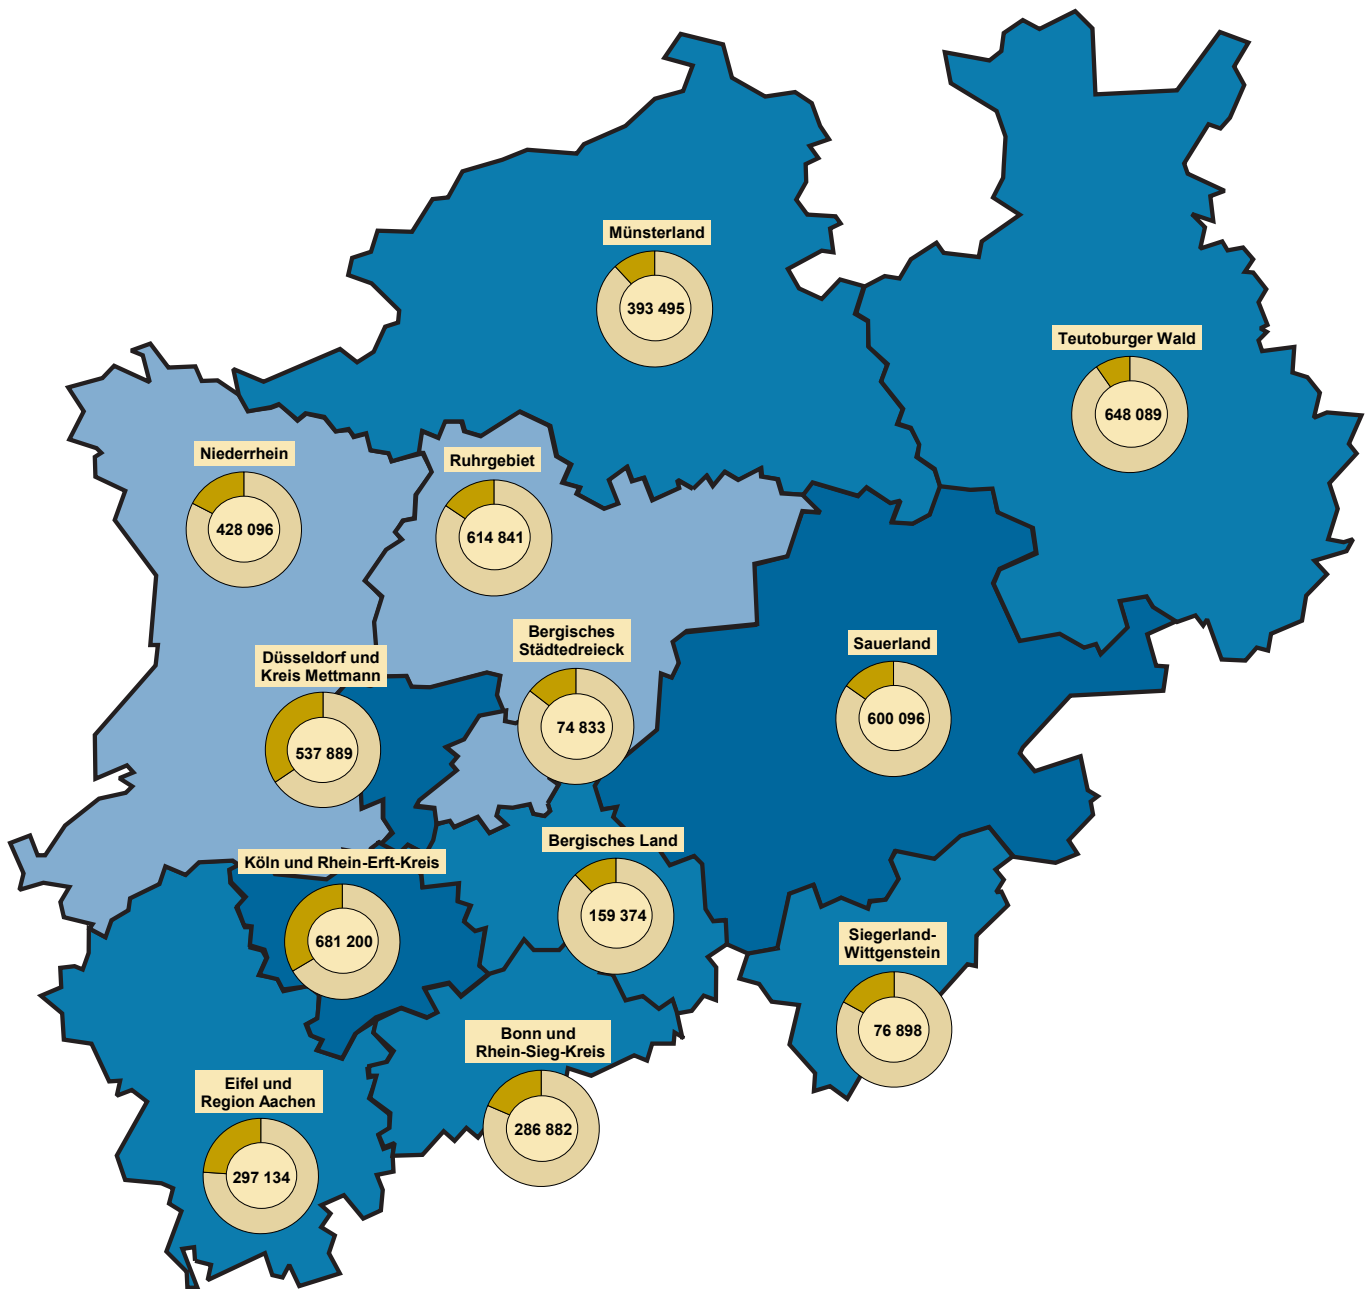 Münsterland
393 495
Teutoburger Wald
648 089
Niederrhein
428 096
Ruhrgebiet
614 841
Bergisches
Städtedreieck
74 833
Sauerland
600 096
Düsseldorf und
Kreis Mettmann
537 889
Bergisches Land
159 374
Köln und Rhein-Erft-Kreis
681 200
Siegerland-
Wittgenstein
76 898
Bonn und
Rhein-Sieg-Kreis
286 882
Eifel und
Region Aachen
297 134